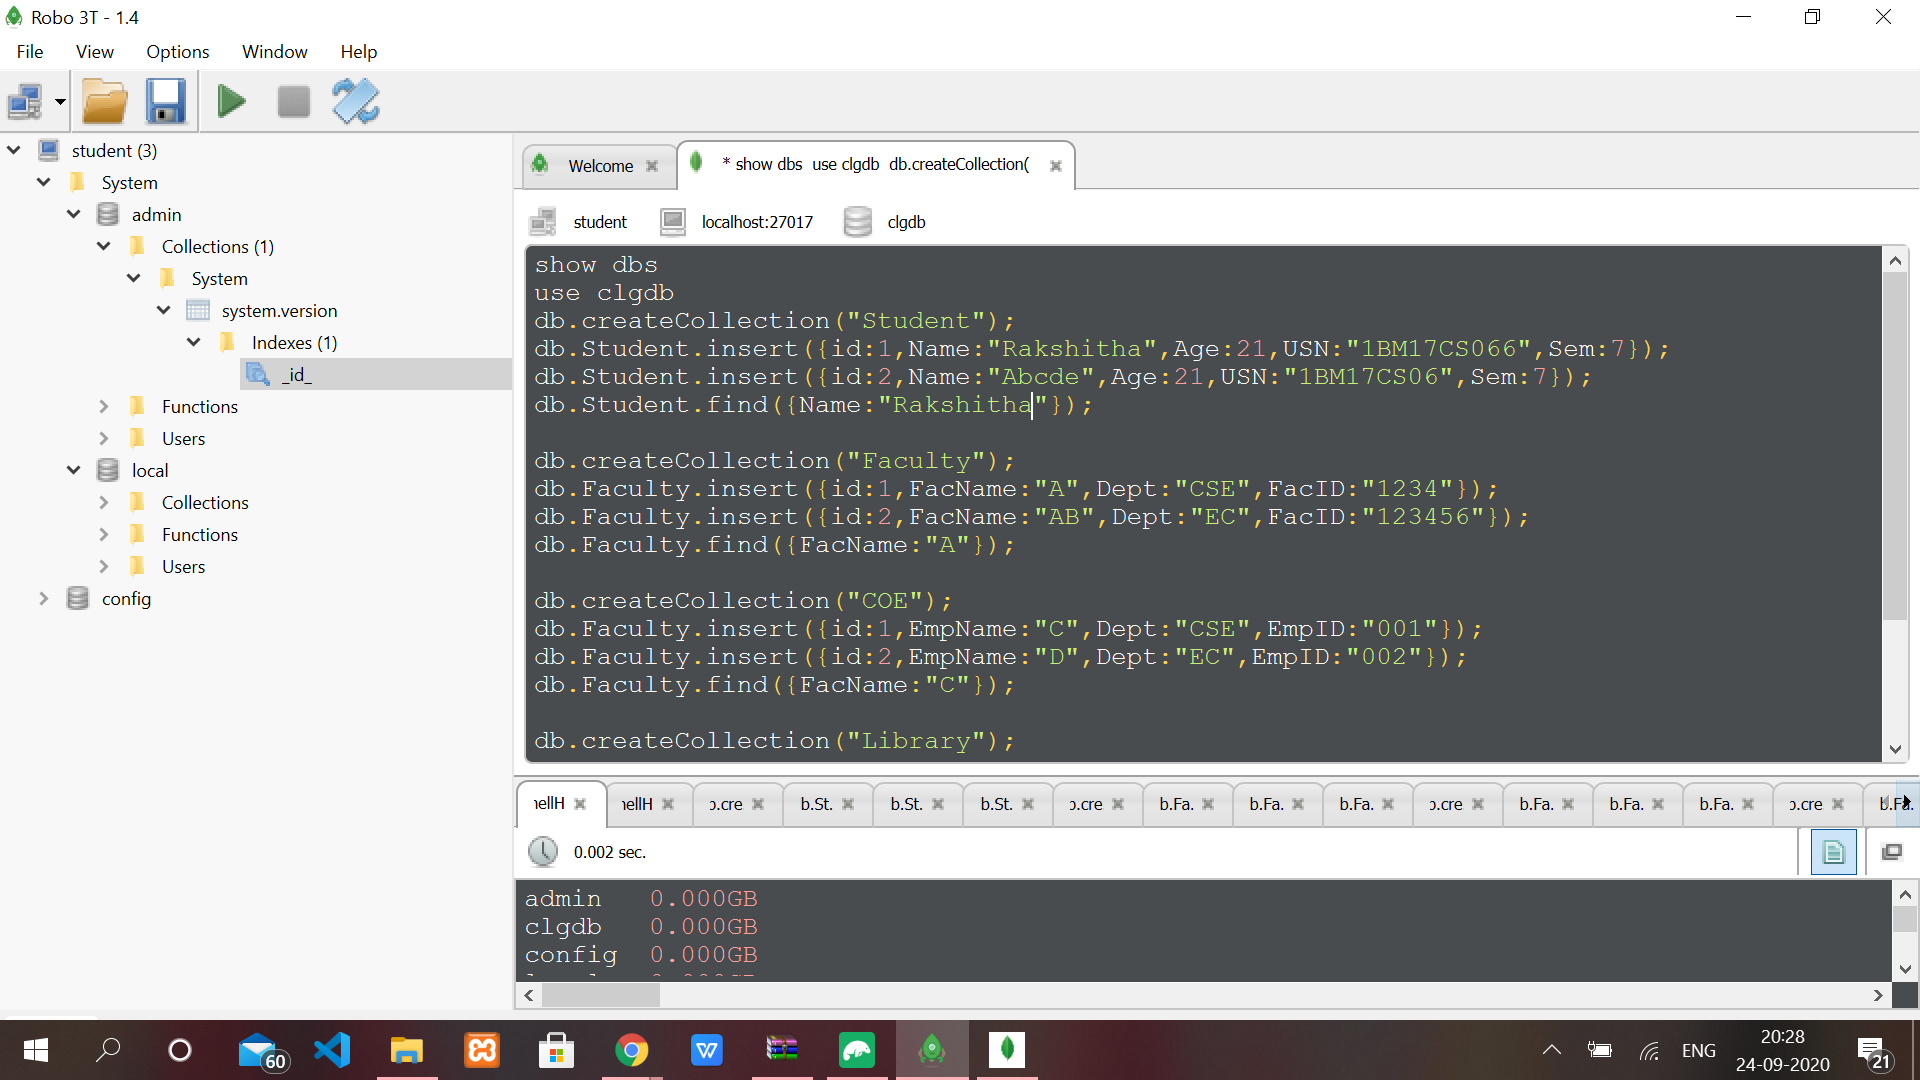 Robo 3T - 1.4
File View Options Window Help
student (3)
System
admin
Collections (1)
System
system.version
Indexes (1)
_id_
Functions
Users
local
Collections
Functions
Users
config
Welcome
* show dbs use clgdb db.createCollection(
student localhost:27017 clgdb
show dbs
use clgdb
db.createCollection("Student");
db.Student.insert({id:1,Name:"Rakshitha",Age:21,USN:"1BM17CS066",Sem:7});
db.Student.insert({id:2,Name:"Abcde",Age:21,USN:"1BM17CS06",Sem:7});
db.Student.find({Name:"Rakshitha"});
db.createCollection("Faculty");
db.Faculty.insert({id:1,FacName:"A",Dept:"CSE",FacID:"1234"});
db.Faculty.insert({id:2,FacName:"AB",Dept:"EC",FacID:"123456"});
db.Faculty.find({FacName:"A"});
db.createCollection("COE");
db.Faculty.insert({id:1,EmpName:"C",Dept:"CSE",EmpID:"001"});
db.Faculty.insert({id:2,EmpName:"D",Dept:"EC",EmpID:"002"});
db.Faculty.find({FacName:"C"});
db.createCollection("Library");
ellH ellH .cre b.St. b.St. b.St. .cre b.Fa. b.Fa. b.Fa. .cre b.Fa. b.Fa. b.Fa. .cre
0.002 sec.
admin 0.000GB
clgdb 0.000GB
config 0.000GB
60
W
ENG
20:28
24-09-2020
21